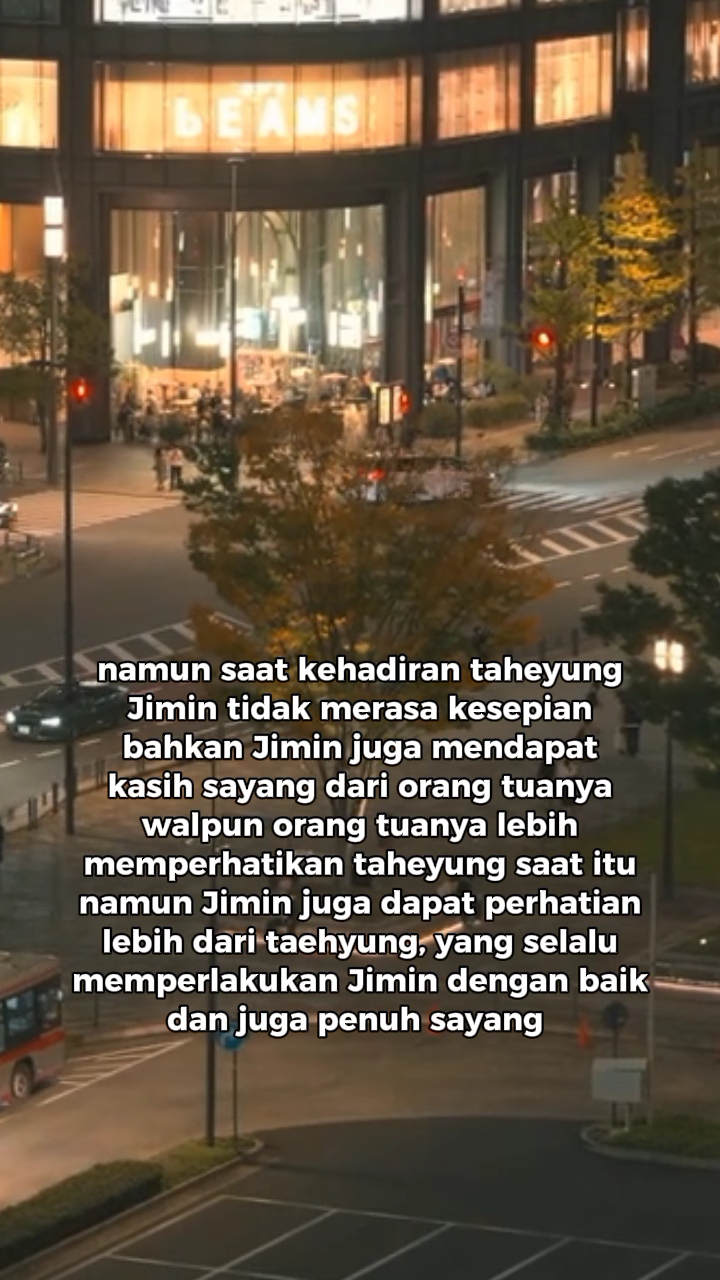 BEAMS
namun saat kehadiran taheyung
Jimin tidak merasa kesepian
bahkan Jimin juga mendapat
kasih sayang dari orang tuanya
walpun orang tuanya lebih
memperhatikan taheyung saat itu
namun Jimin juga dapat perhatian
lebih dari taehyung, yang selalu
memperlakukan Jimin dengan baik
dan juga penuh sayang